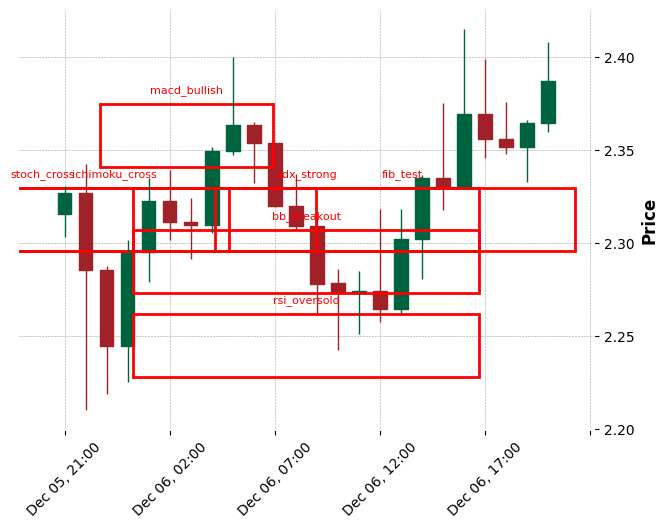 2.40
macd_bullish
2.35
stoch_cross
ichimoku_cross
adx_strong
fib_test
bb_breakout
2.30
rsi_oversold
2.25
2.20
Price
Dec 05, 21:00
Dec 06, 02:00
Dec 06, 07:00
Dec 06, 12:00
Dec 06, 17:00